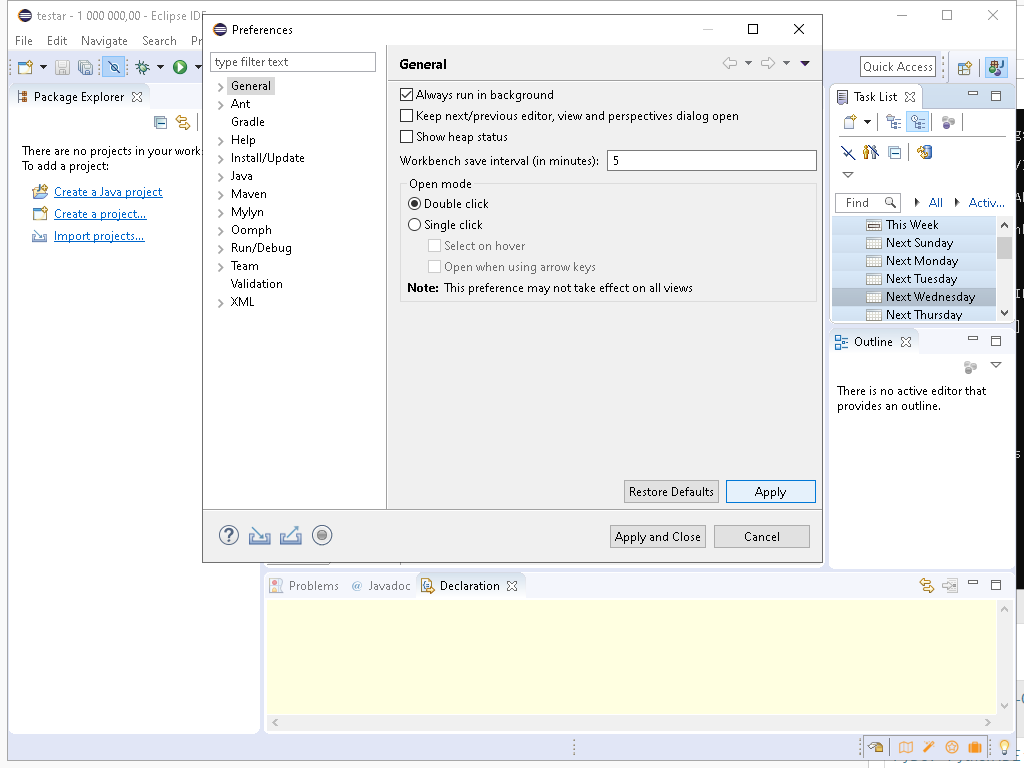 testar - 1 000 000,00 - Eclipse IDE
File Edit Navigate Search
Quick Access
Package Explorer
There are no projects in your
To add a project:
Create a Java project
Create a project...
Import projects...
Preferences
type filter text
General
Ant
Gradle
Help
Install/Update
Java
Maven
Mylyn
Oomph
Run/Debug
Team
Validation
XML
General
Always run in background
Keep next/previous editor, view and perspectives dialog open
Show heap status
Workbench save interval (in minutes): 5
Open mode
Double click
Single click
Select on hover
Open when using arrow keys
Note: This preference may not take effect on all views
Restore Defaults Apply
Apply and Close Cancel
Task List
Find All Activ...
This Week
Next Sunday
Next Monday
Next Tuesday
Next Wednesday
Next Thursday
Outline
There is no active editor that
provides an outline.
Problems @ Javadoc Declaration